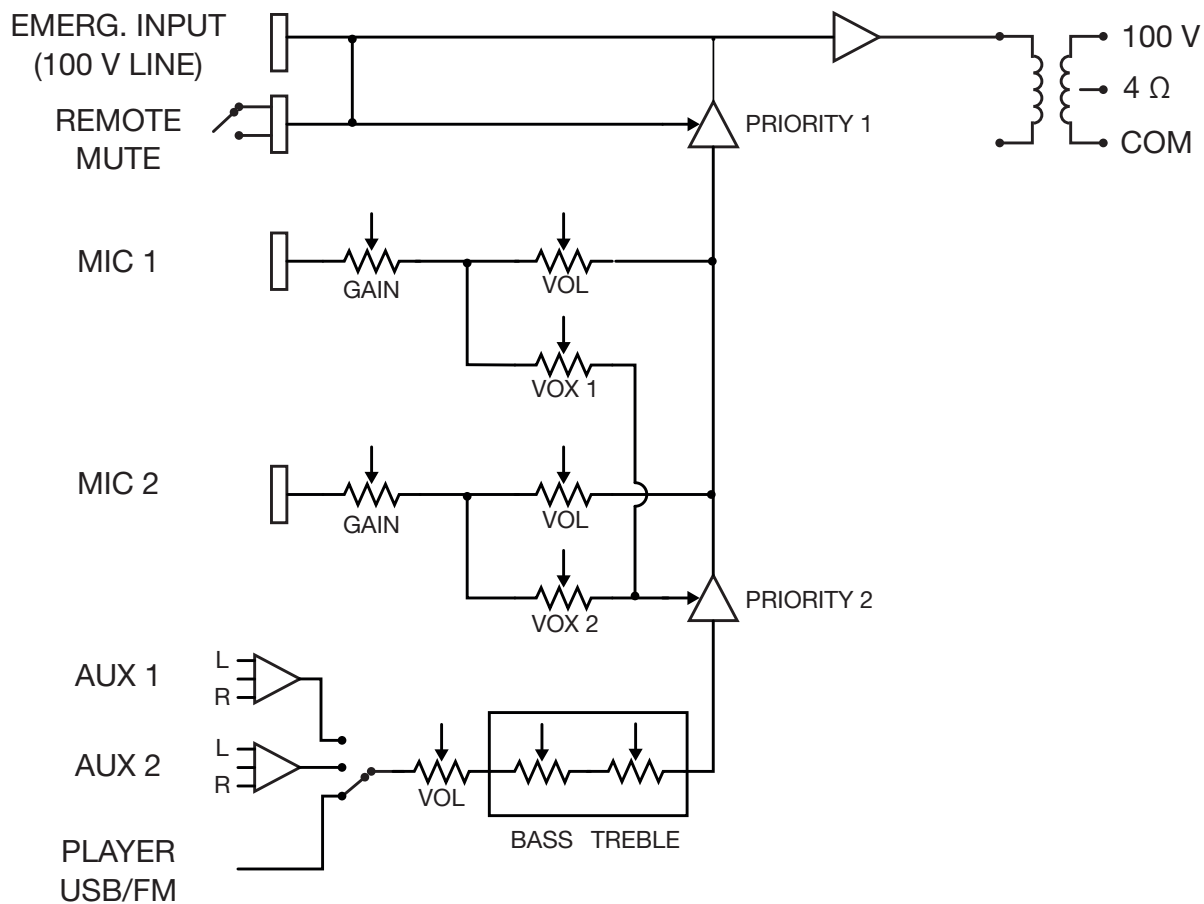 EMERG. INPUT
(100 V LINE)
100 V
4 Ω
COM
REMOTE
MUTE
PRIORITY 1
MIC 1
GAIN
VOL
VOX 1
MIC 2
GAIN
VOL
VOX 2
PRIORITY 2
AUX 1
L
R
AUX 2
L
R
VOL
BASS TREBLE
PLAYER
USB/FM